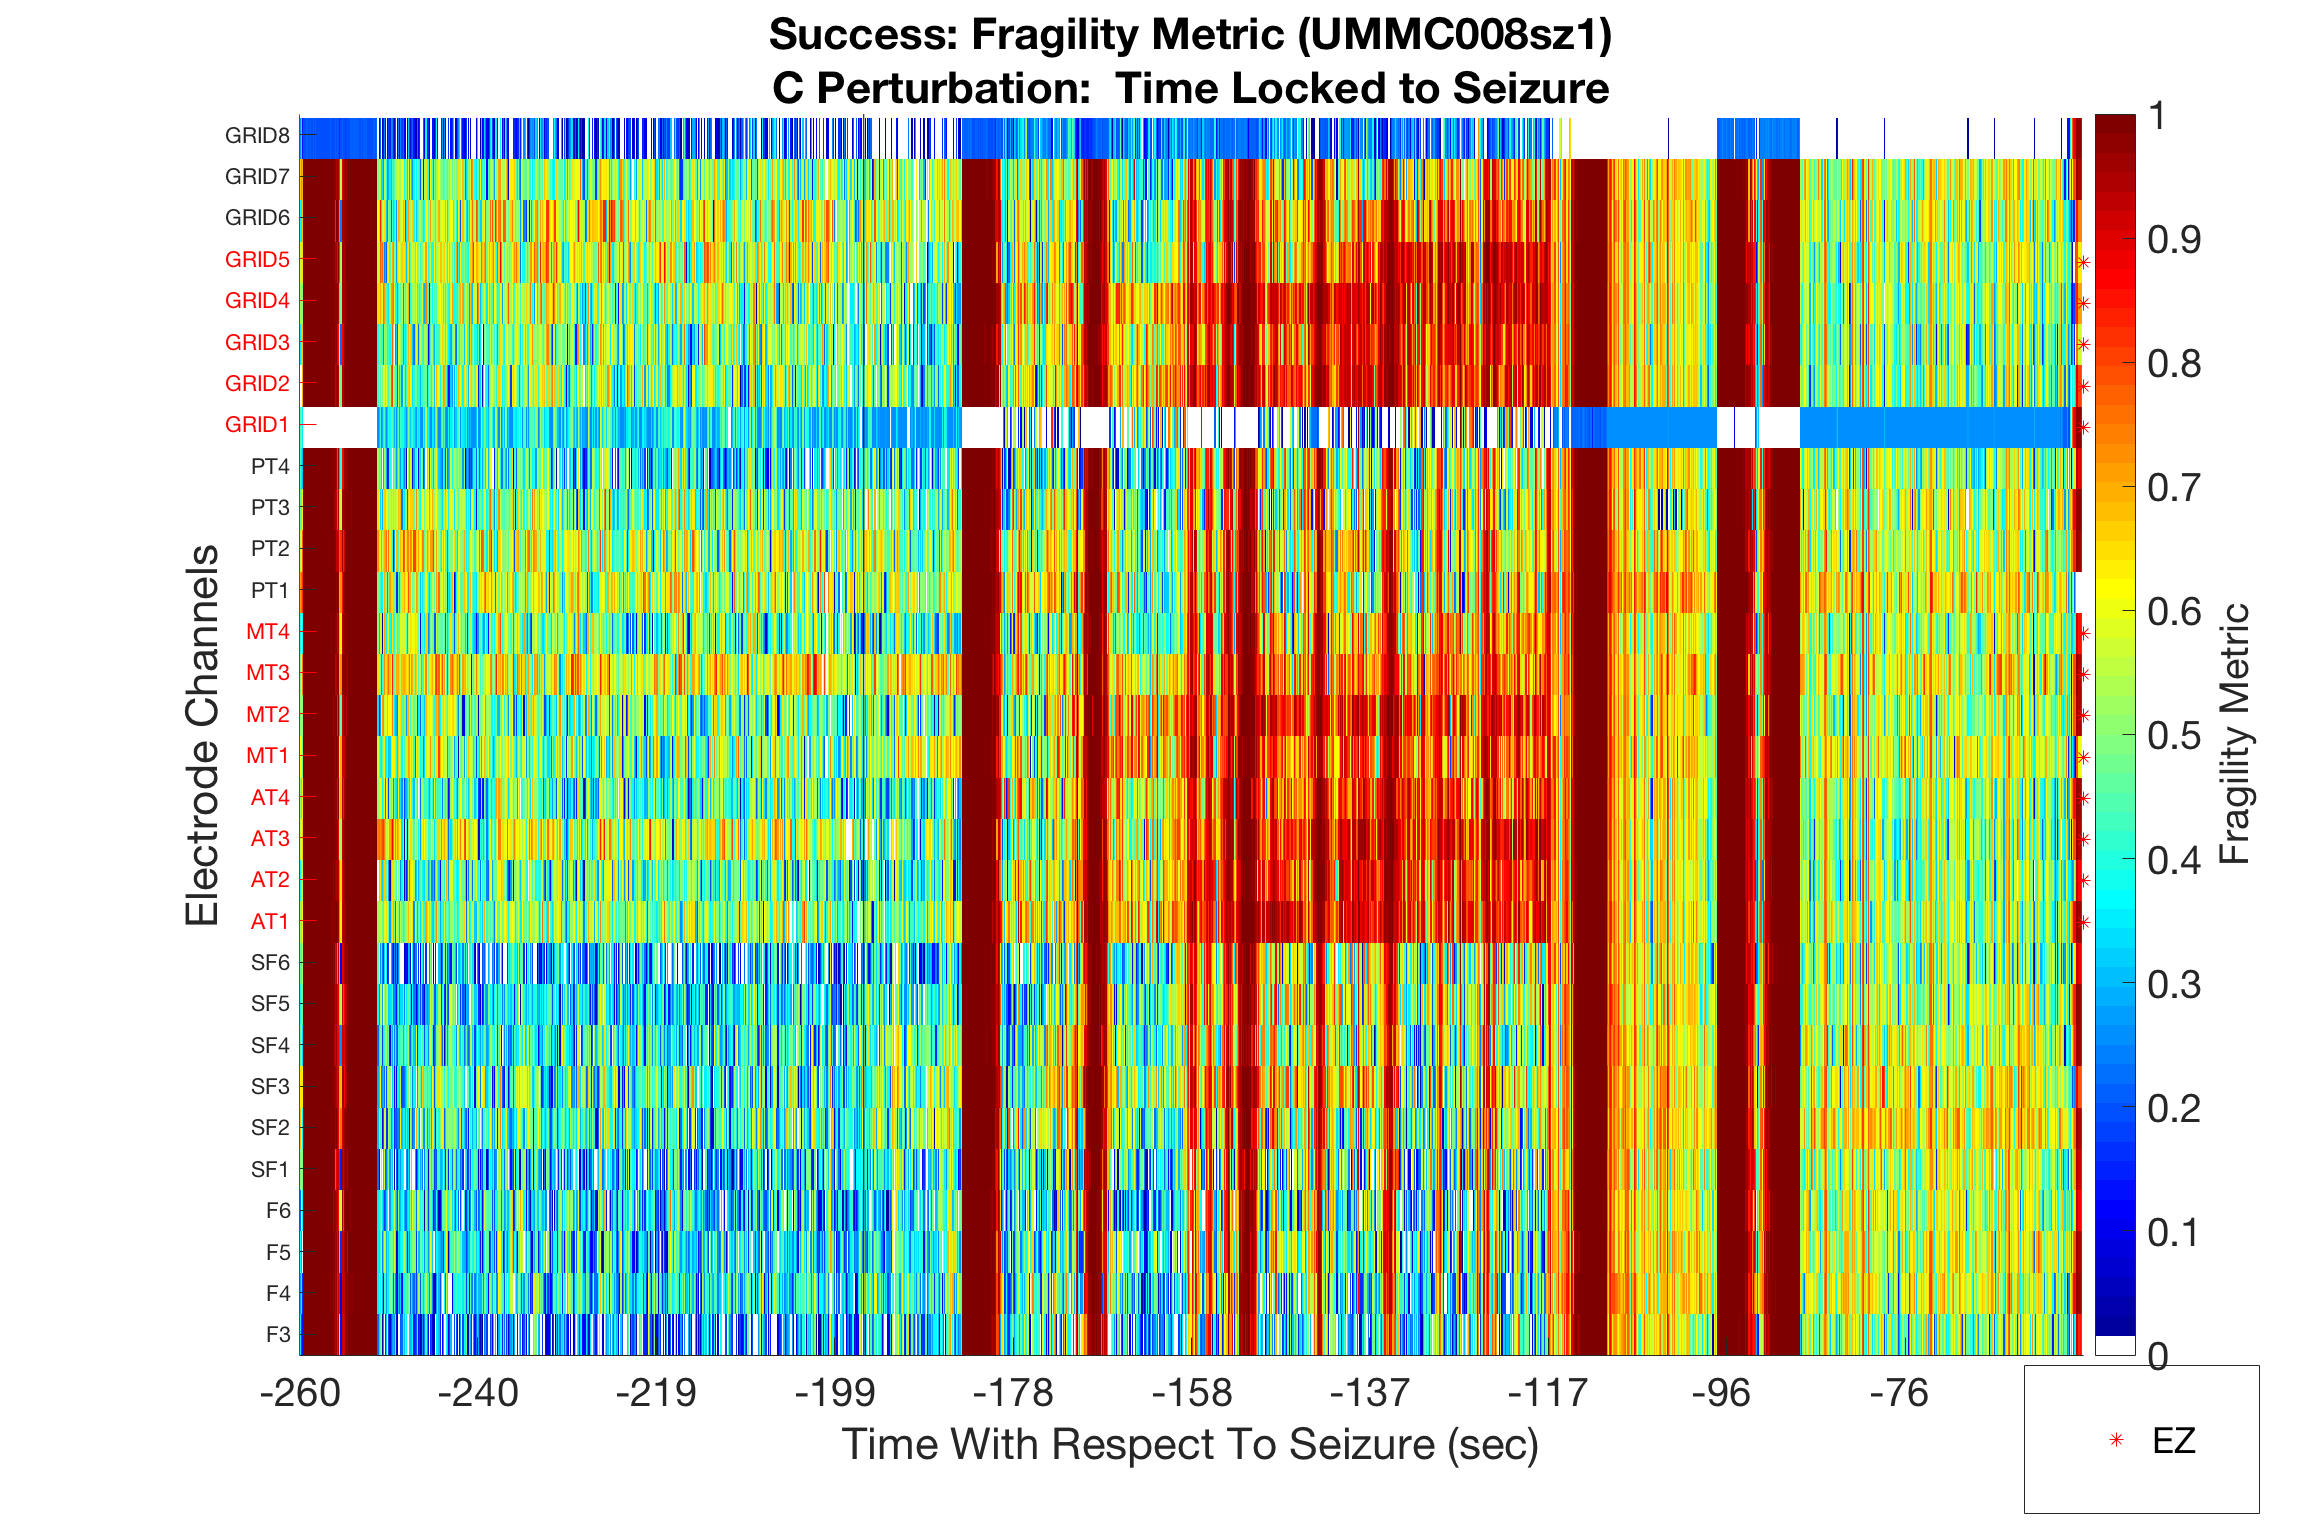 Success: Fragility Metric (UMMC008sz1)
C Perturbation:  Time Locked to Seizure
Electrode Channels
GRID8
GRID7
GRID6
GRID5
GRID4
GRID3
GRID2
GRID1
PT4
PT3
PT2
PT1
MT4
MT3
MT2
MT1
AT4
AT3
AT2
AT1
SF6
SF5
SF4
SF3
SF2
SF1
F6
F5
F4
F3
-260 -240 -219 -199 -178 -158 -137 -117 -96 -76
Time With Respect To Seizure (sec)
1
0.9
0.8
0.7
0.6
0.5
0.4
0.3
0.2
0.1
0
Fragility Metric
EZ